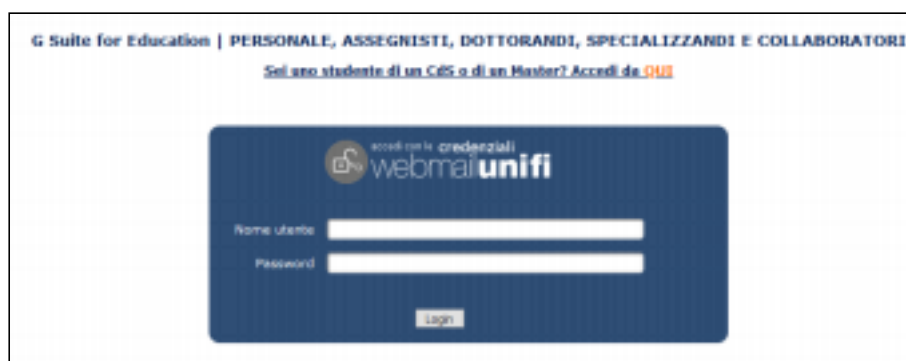 G Suite for Education | PERSONALE, ASSEGNISTI, DOTTORANDI, SPECIALIZZANDI E COLLABORATORI
Sei uno studente di un CdS o di un Master? Accedi da QUI
accedi con le credenziali
webmailunifi
Nome utente
Password
Login